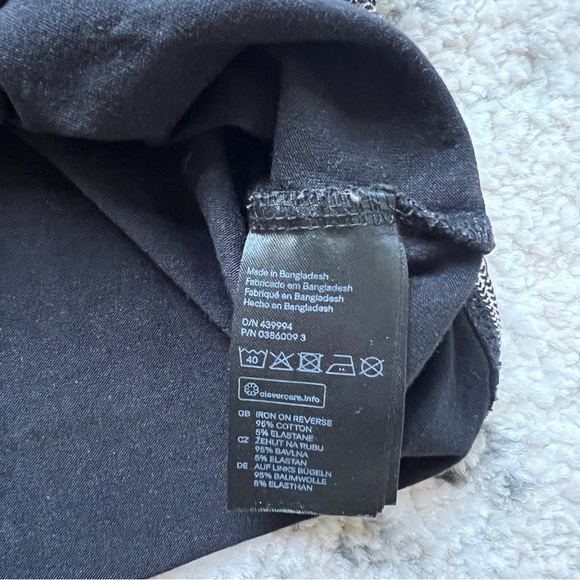 Made in Bangladesh
Fabricado em Bangladesh
Fabriqué en Bangladesh
Hecho en Bangladesh
O/N 439994
P/N 0386009 3
40
clevercare.info
GB IRON ON REVERSE
95% COTTON
5% ELASTANE
CZ ŽEHLIT NA RUBU
95% BAVLNA
5% ELASTAN
DE AUF LINKS BÜGELN
95% BAUMWOLLE
5% ELASTHAN